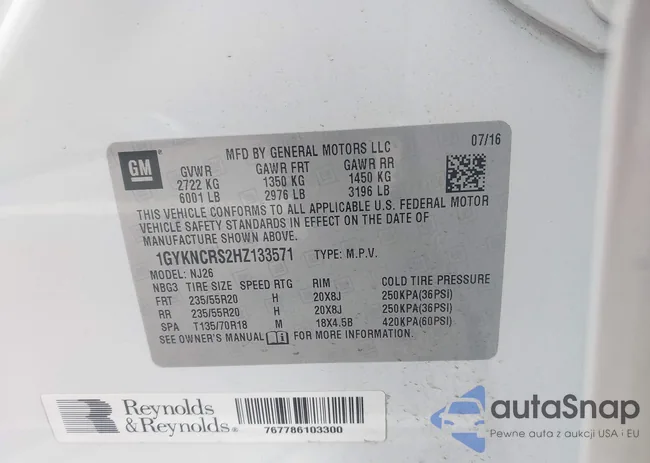 GM
MFD BY GENERAL MOTORS LLC
07/16
GVWR GAWR FRT GAWR RR
2722 KG 1350 KG 1450 KG
6001 LB 2976 LB 3196 LB
THIS VEHICLE CONFORMS TO ALL APPLICABLE U.S. FEDERAL MOTOR
VEHICLE SAFETY STANDARDS IN EFFECT ON THE DATE OF
MANUFACTURE SHOWN ABOVE.
1GYKNCRS2HZ133571 TYPE: M.P.V.
MODEL: NJ26
NBG3 TIRE SIZE SPEED RTG RIM COLD TIRE PRESSURE
FRT 235/55R20 H 20X8J 250KPA(36PSI)
RR 235/55R20 H 20X8J 250KPA(36PSI)
SPA T135/70R18 M 18X4.5B 420KPA(60PSI)
SEE OWNER'S MANUAL FOR MORE INFORMATION.
Reynolds
&Reynolds®
767786103300
autaSnap
Pewne auta z aukcji USA i EU